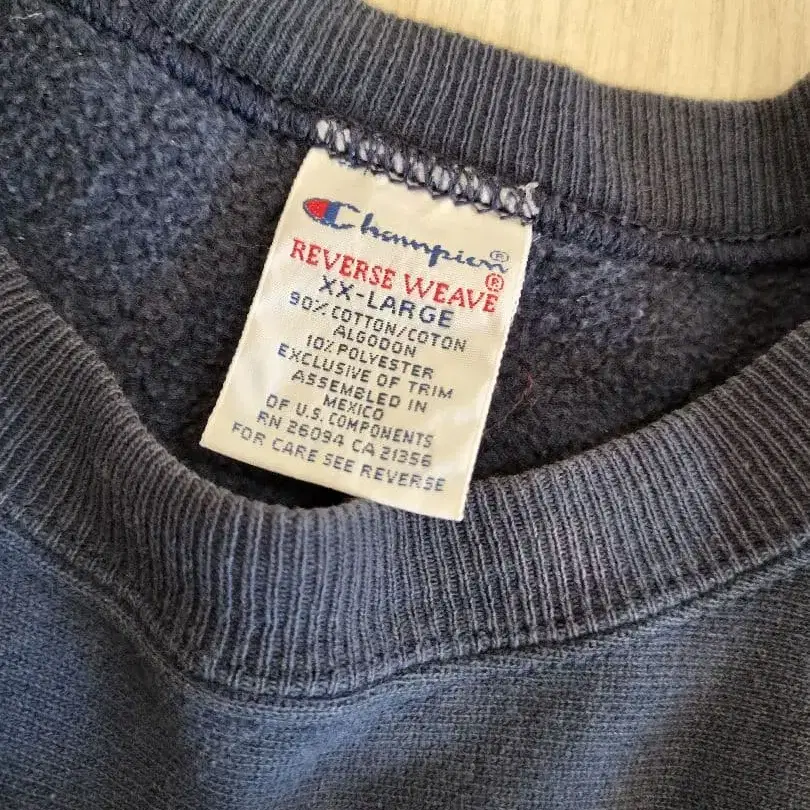 Champion®
REVERSE WEAVE®
XX-LARGE
90% COTTON/COTON
ALGODON
10% POLYESTER
EXCLUSIVE OF TRIM
ASSEMBLED IN
MEXICO
OF U.S. COMPONENTS
RN 26094 CA 21356
FOR CARE SEE REVERSE